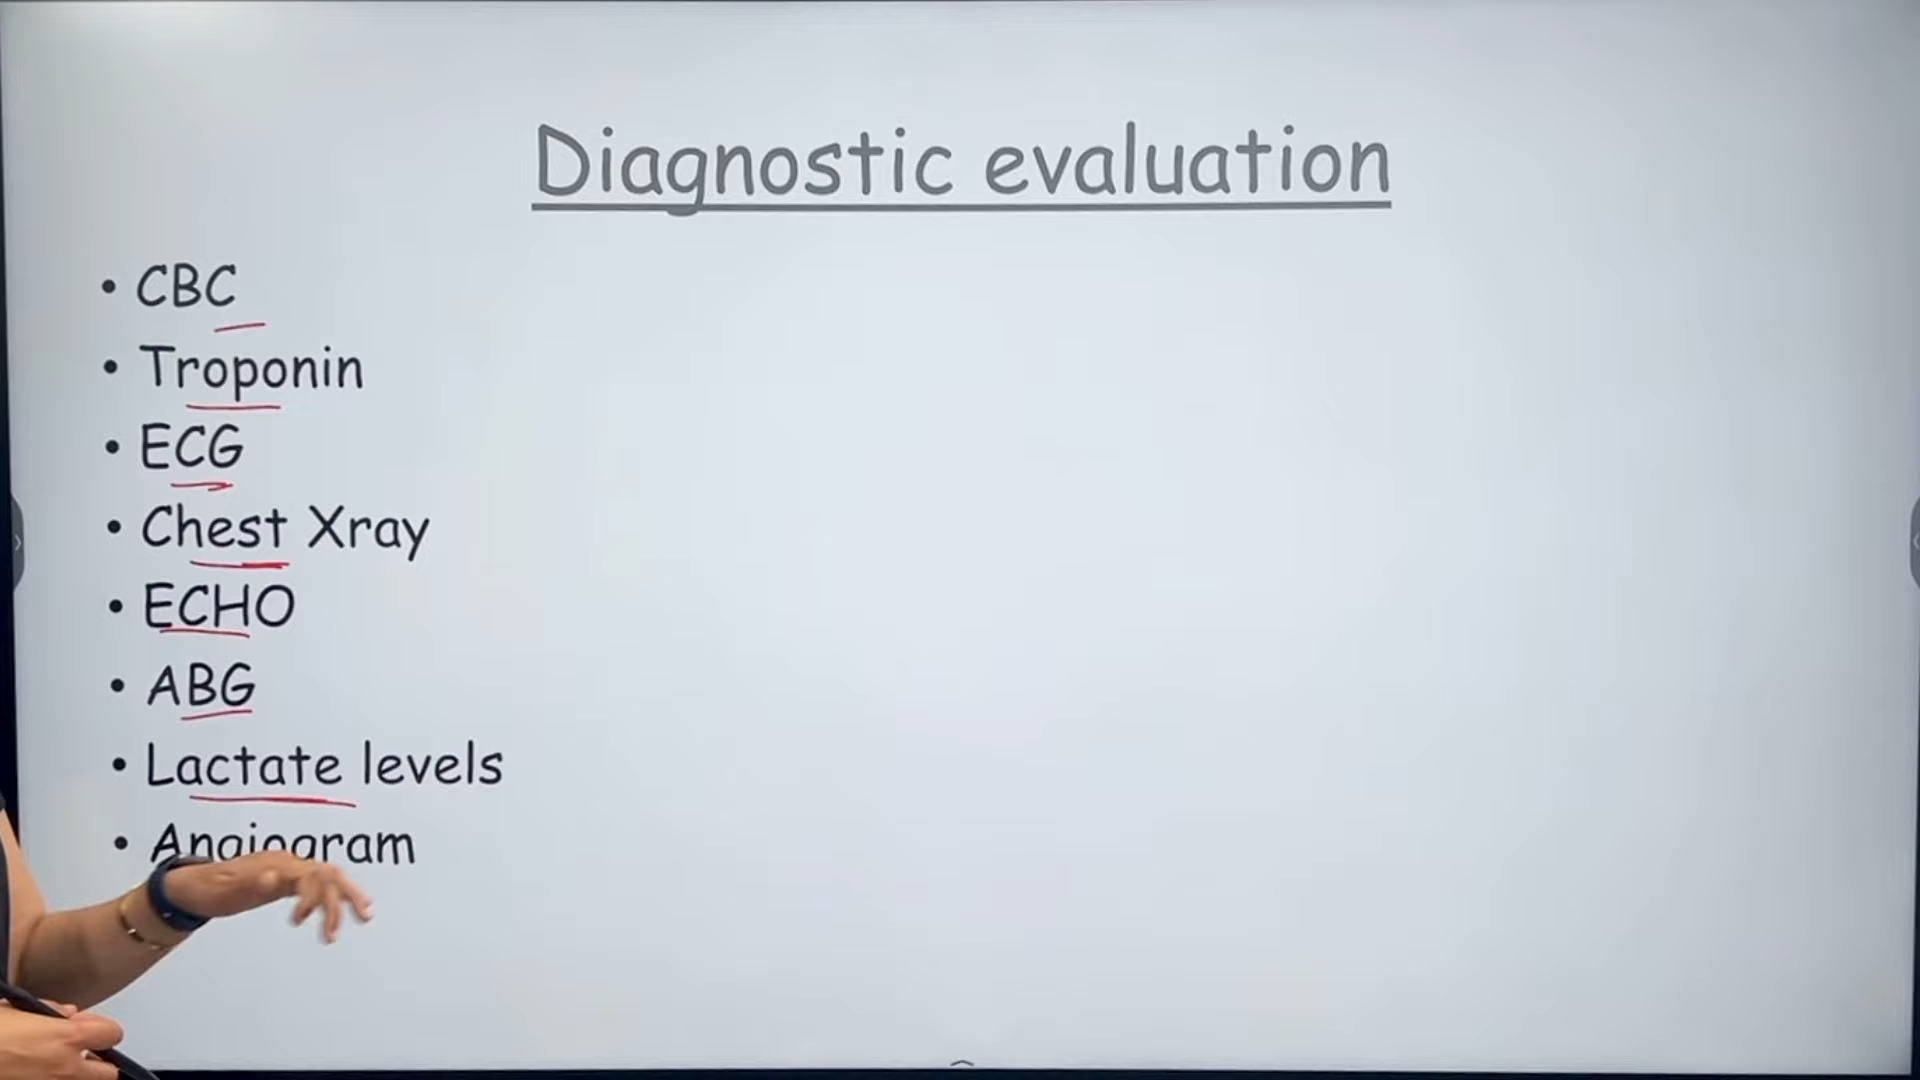 Diagnostic evaluation
• CBC
• Troponin
• ECG
• Chest Xray
• ECHO
• ABG
• Lactate levels
• Angiogram